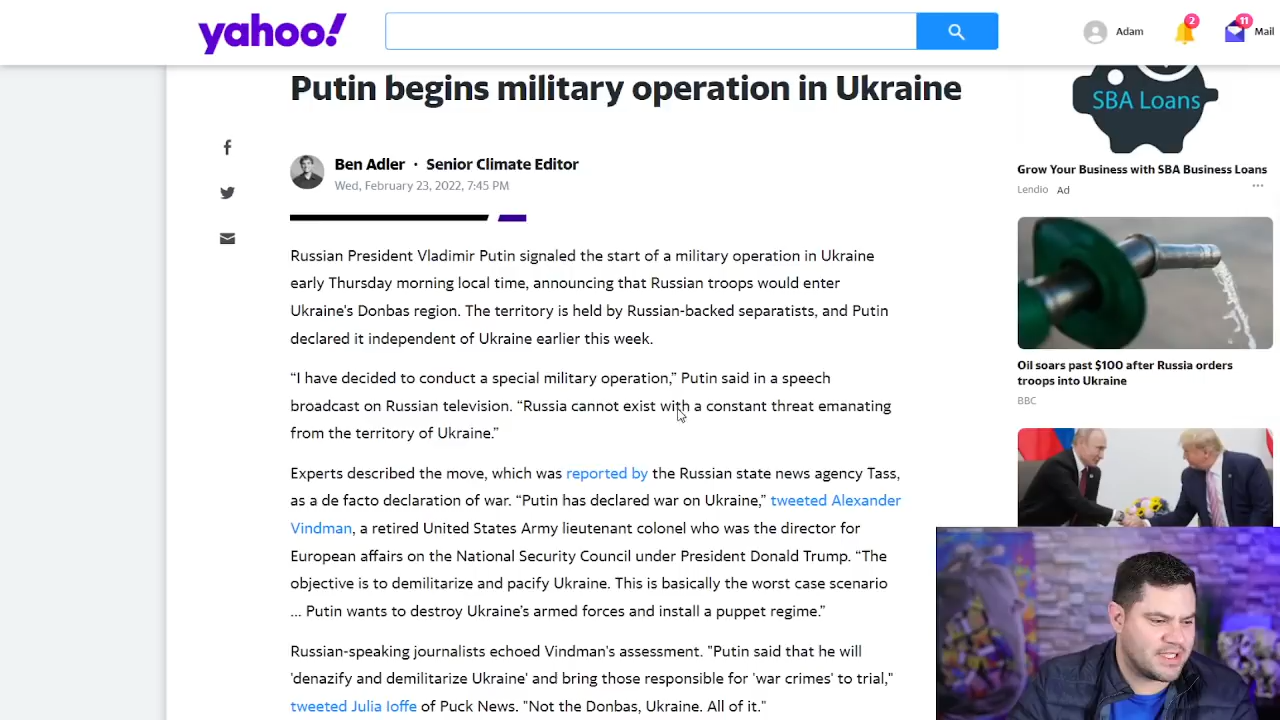 yahoo!
Adam
2
11
Mail
Putin begins military operation in Ukraine
Ben Adler · Senior Climate Editor
Wed, February 23, 2022, 7:45 PM
Russian President Vladimir Putin signaled the start of a military operation in Ukraine
early Thursday morning local time, announcing that Russian troops would enter
Ukraine's Donbas region. The territory is held by Russian-backed separatists, and Putin
declared it independent of Ukraine earlier this week.
“I have decided to conduct a special military operation,” Putin said in a speech
broadcast on Russian television. “Russia cannot exist with a constant threat emanating
from the territory of Ukraine.”
Experts described the move, which was reported by the Russian state news agency Tass,
as a de facto declaration of war. “Putin has declared war on Ukraine,” tweeted Alexander
Vindman, a retired United States Army lieutenant colonel who was the director for
European affairs on the National Security Council under President Donald Trump. “The
objective is to demilitarize and pacify Ukraine. This is basically the worst case scenario
... Putin wants to destroy Ukraine's armed forces and install a puppet regime.”
Russian-speaking journalists echoed Vindman's assessment. "Putin said that he will
'denazify and demilitarize Ukraine' and bring those responsible for 'war crimes' to trial,"
tweeted Julia Ioffe of Puck News. "Not the Donbas, Ukraine. All of it."
SBA Loans
Grow Your Business with SBA Business Loans
Lendio Ad
Oil soars past $100 after Russia orders
troops into Ukraine
BBC